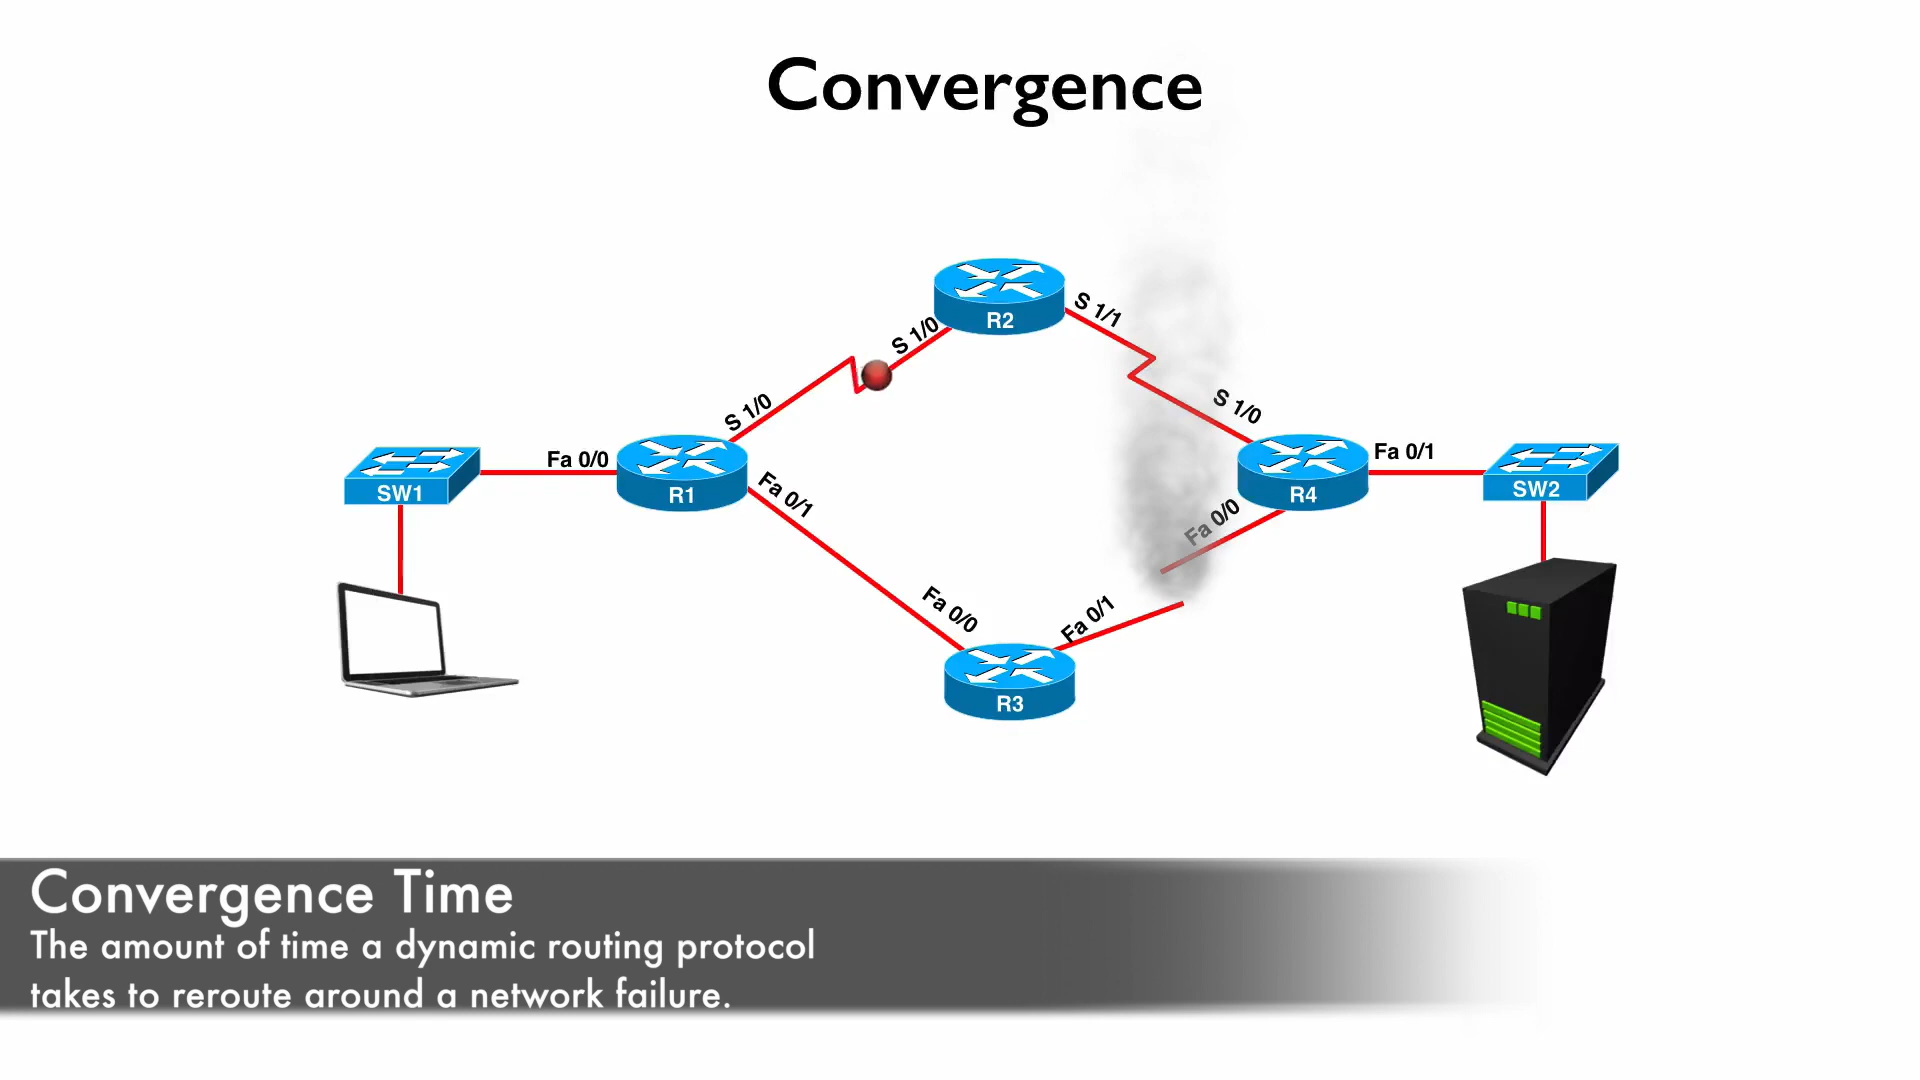 Convergence
R2
S 1/1
S 1/0
S 1/0
S 1/0
SW1
Fa 0/0
R1
Fa 0/1
R4
Fa 0/1
SW2
Fa 0/0
Fa 0/0
Fa 0/1
R3
Convergence Time
The amount of time a dynamic routing protocol
takes to reroute around a network failure.